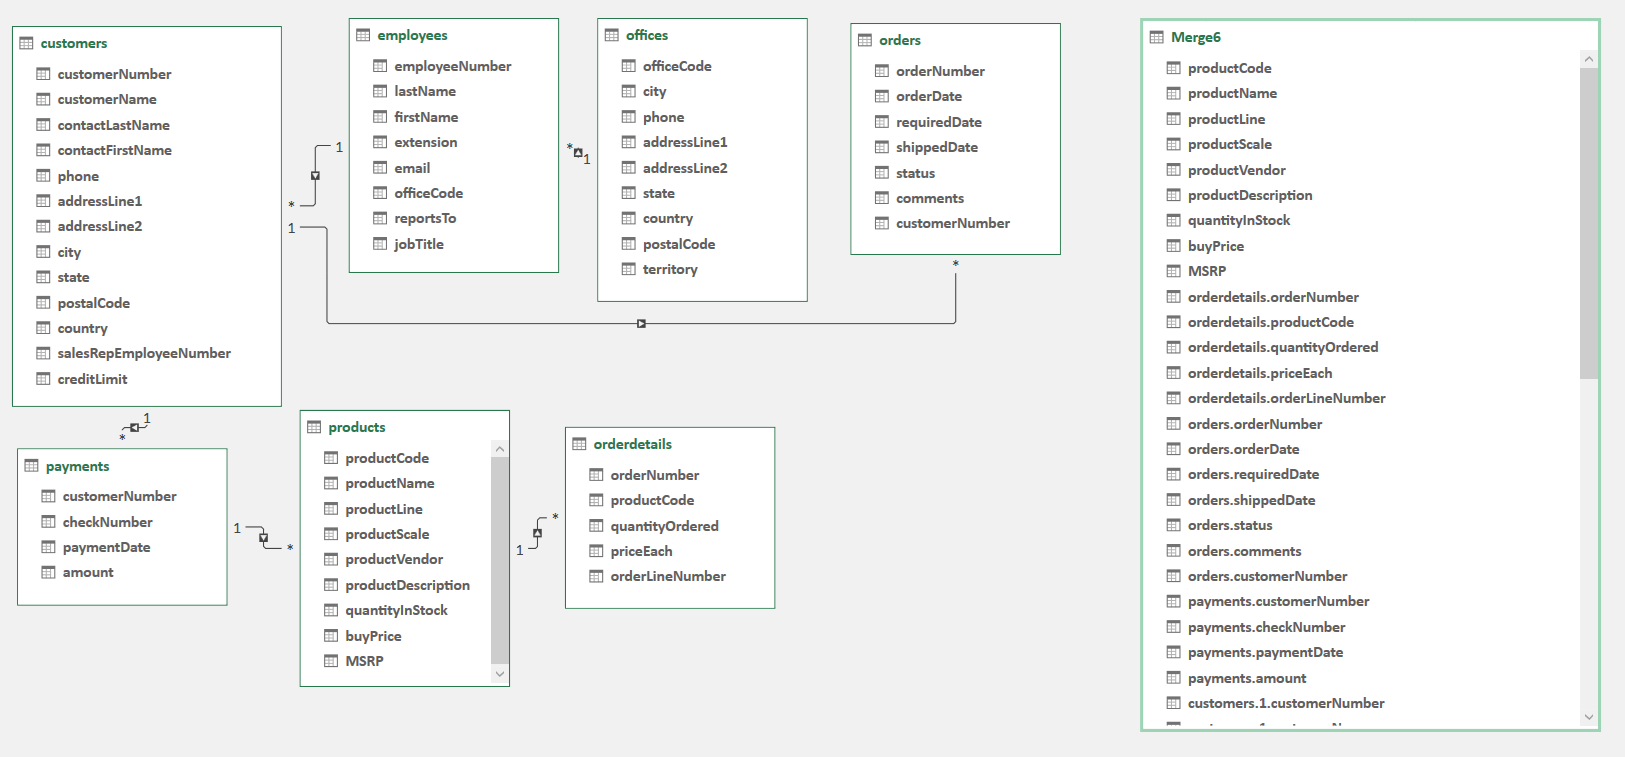 customers
customerNumber
customerName
contactLastName
contactFirstName
phone
addressLine1
addressLine2
city
state
postalCode
country
salesRepEmployeeNumber
creditLimit
employees
employeeNumber
lastName
firstName
extension
email
officeCode
reportsTo
jobTitle
offices
officeCode
city
phone
addressLine1
addressLine2
state
country
postalCode
territory
orders
orderNumber
orderDate
requiredDate
shippedDate
status
comments
customerNumber
1
*
1
*
1
*
1
*
payments
customerNumber
checkNumber
paymentDate
amount
1
*
products
productCode
productName
productLine
productScale
productVendor
productDescription
quantityInStock
buyPrice
MSRP
1
*
orderdetails
orderNumber
productCode
quantityOrdered
priceEach
orderLineNumber
Merge6
productCode
productName
productLine
productScale
productVendor
productDescription
quantityInStock
buyPrice
MSRP
orderdetails.orderNumber
orderdetails.productCode
orderdetails.quantityOrdered
orderdetails.priceEach
orderdetails.orderLineNumber
orders.orderNumber
orders.orderDate
orders.requiredDate
orders.shippedDate
orders.status
orders.comments
orders.customerNumber
payments.customerNumber
payments.checkNumber
payments.paymentDate
payments.amount
customers.1.customerNumber